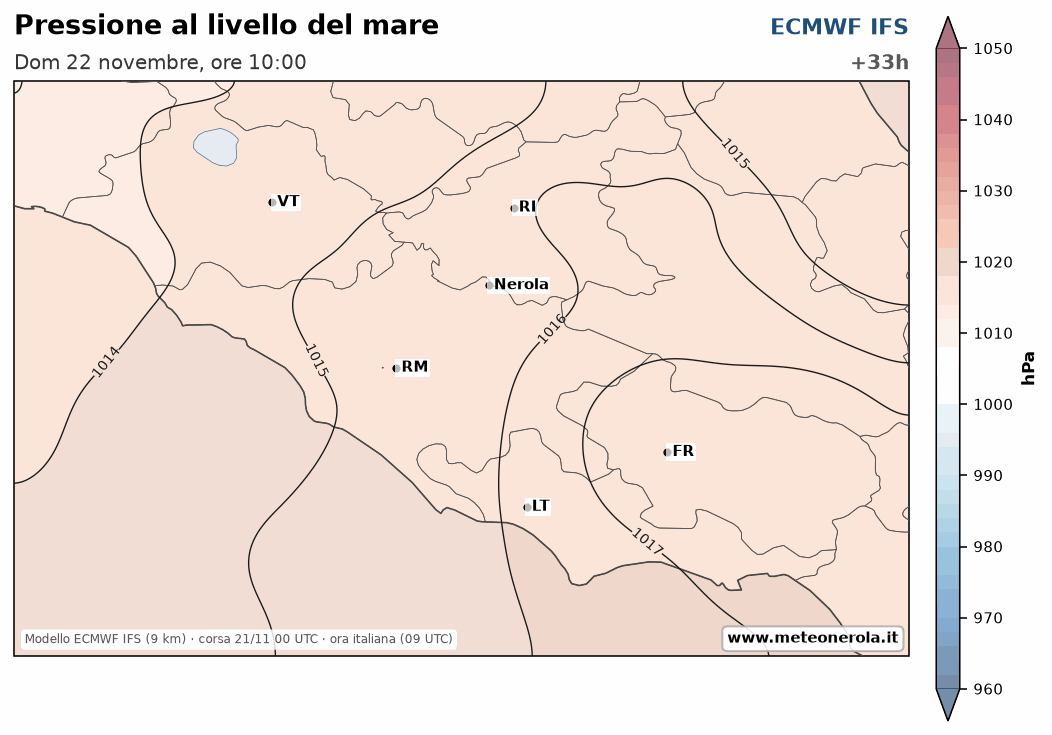 Pressione al livello del mare
ECMWF IFS
Dom 22 novembre, ore 10:00
+33h
1050
1040
1030
1020
1010
1000
990
980
970
960
hPa
1015
VT
RI
Nerola
1016
1014
1015
RM
FR
LT
1017
Modello ECMWF IFS (9 km) · corsa 21/11 00 UTC · ora italiana (09 UTC)
www.meteonerola.it